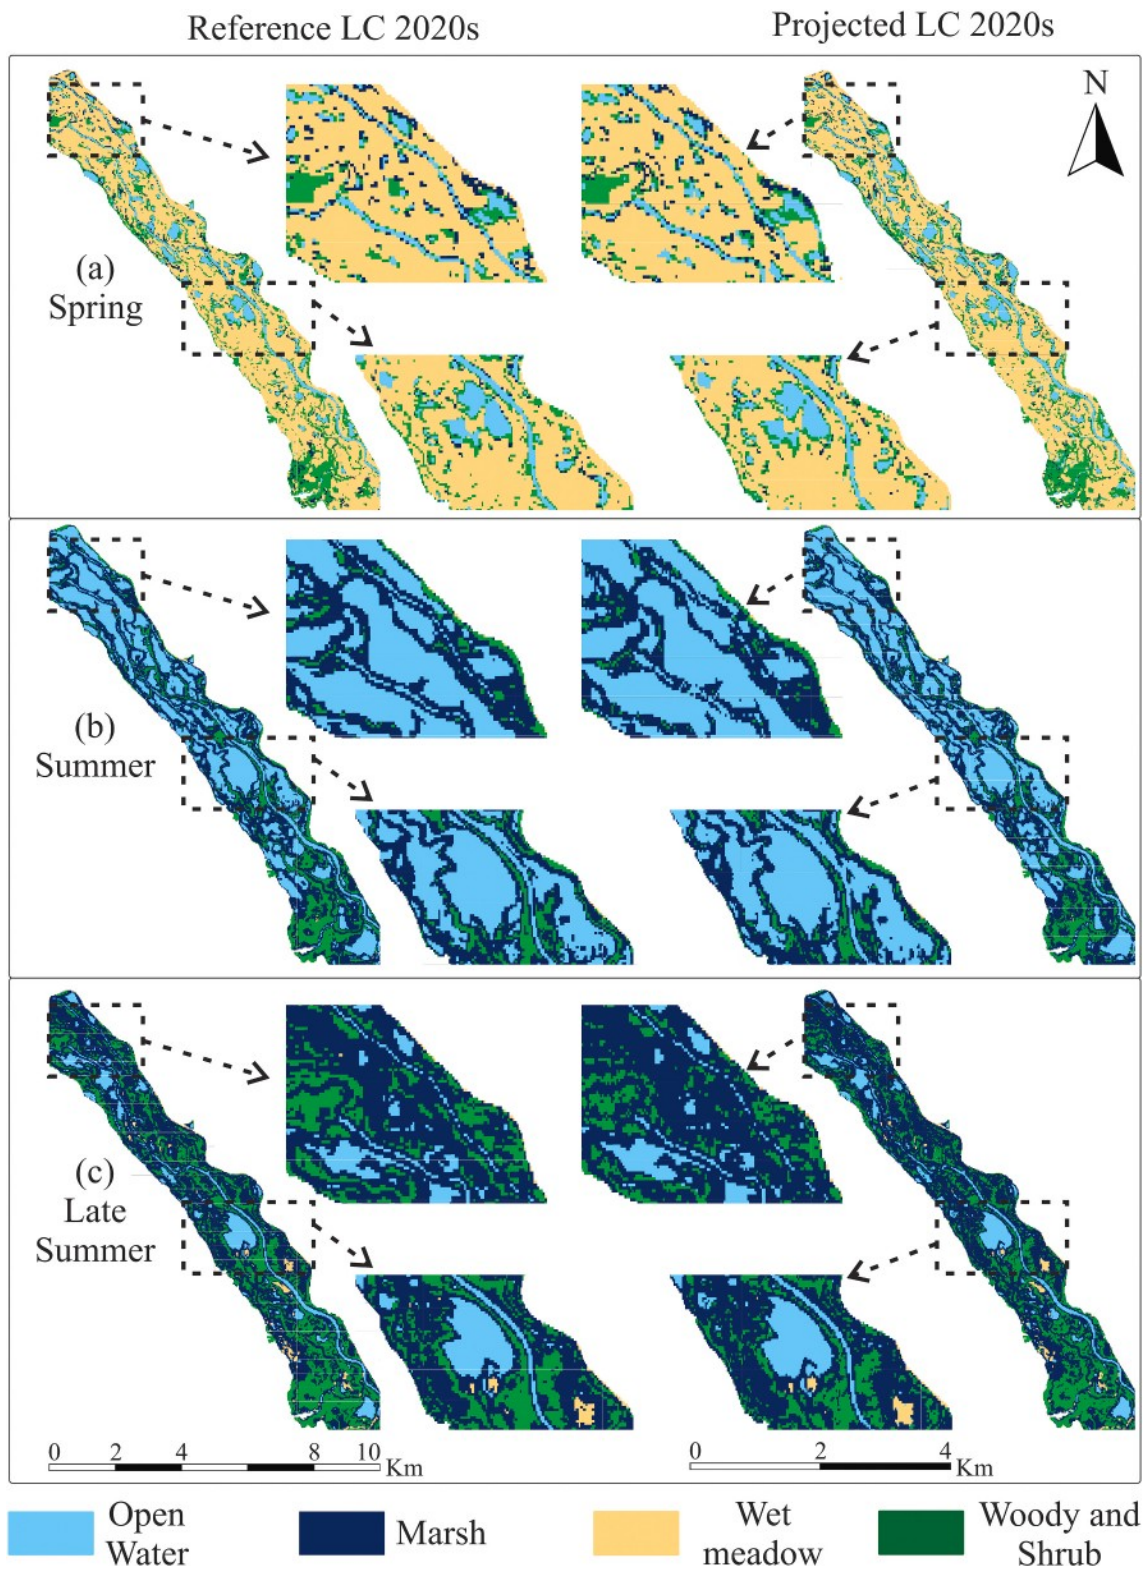 Reference LC 2020s
Projected LC 2020s
N
(a)
Spring
(b)
Summer
(c)
Late
Summer
0 2 4 8 10
Km
0 2 4
Km
Open
Water
Marsh
Wet
meadow
Woody and
Shrub